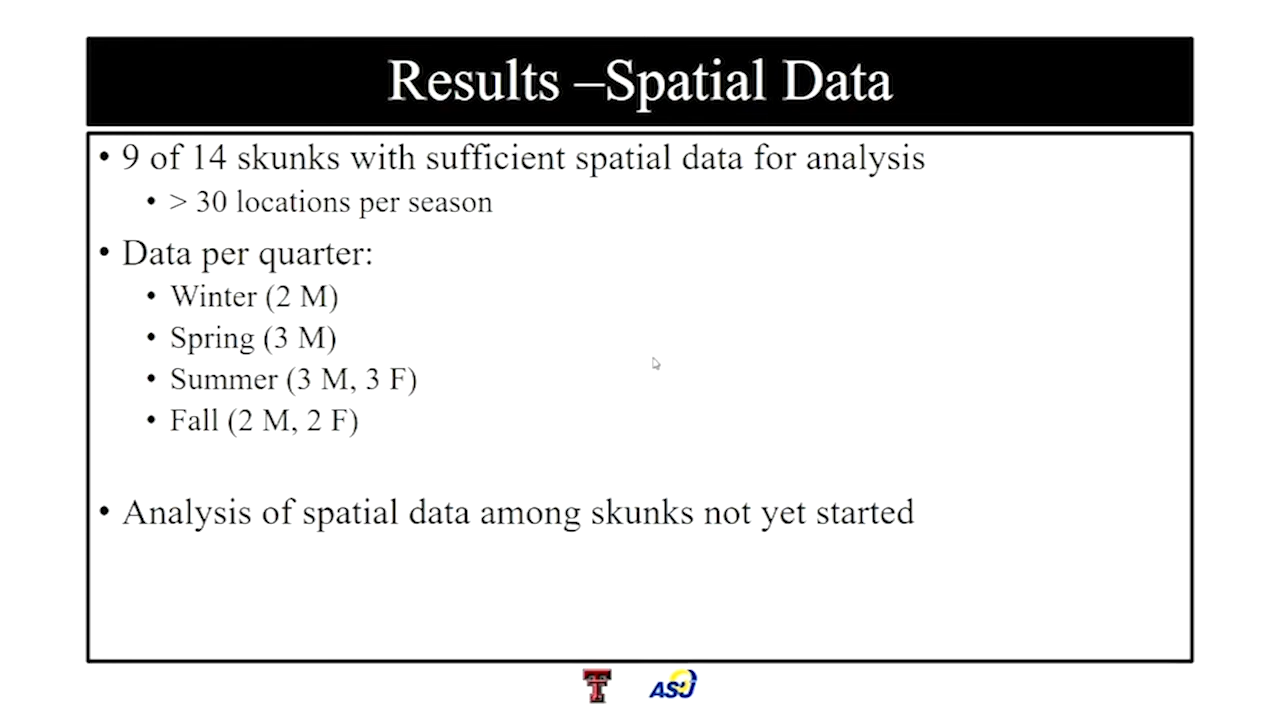 Results –Spatial Data
• 9 of 14 skunks with sufficient spatial data for analysis
• > 30 locations per season
• Data per quarter:
• Winter (2 M)
• Spring (3 M)
• Summer (3 M, 3 F)
• Fall (2 M, 2 F)
• Analysis of spatial data among skunks not yet started
T ASU